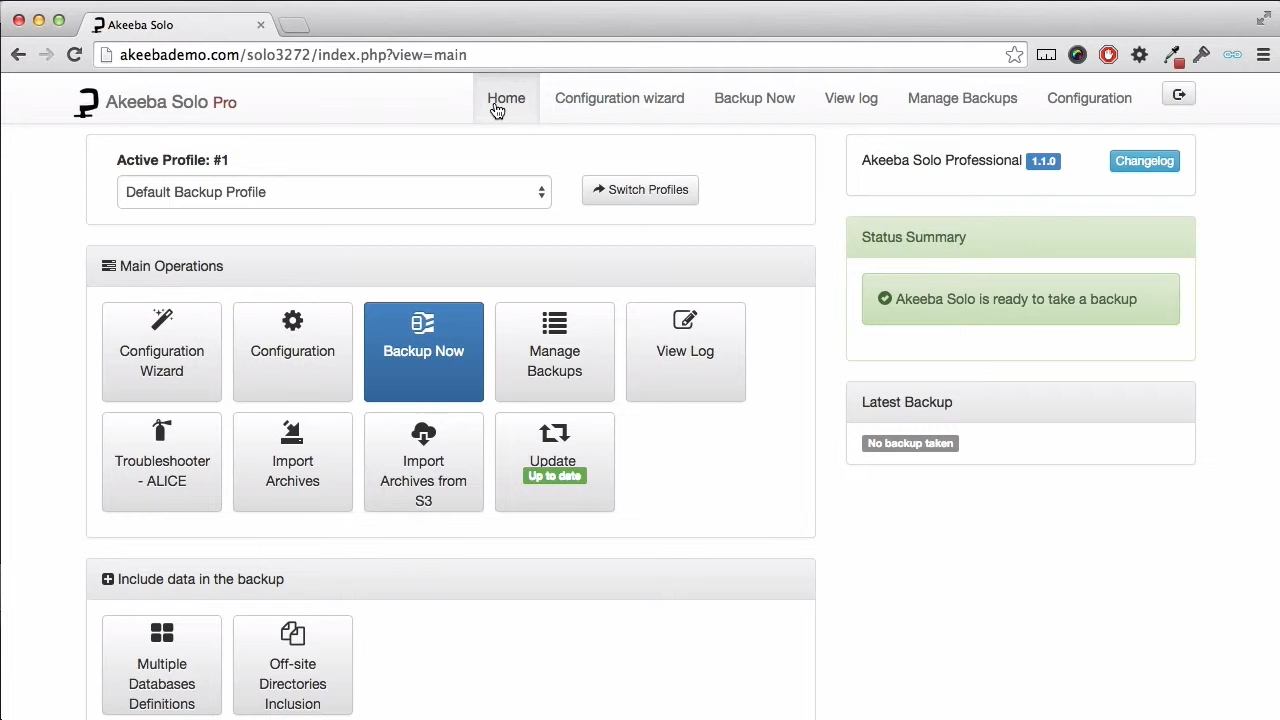 Akeeba Solo
akeebademo.com/solo3272/index.php?view=main
Akeeba Solo Pro
Home
Configuration wizard
Backup Now
View log
Manage Backups
Configuration
Active Profile: #1
Default Backup Profile
Switch Profiles
Akeeba Solo Professional 1.1.0
Changelog
Status Summary
Akeeba Solo is ready to take a backup
Latest Backup
No backup taken
Main Operations
Configuration
Wizard
Configuration
Backup Now
Manage
Backups
View Log
Troubleshooter
- ALICE
Import
Archives
Import
Archives from
S3
Update
Up to date
Include data in the backup
Multiple
Databases
Definitions
Off-site
Directories
Inclusion